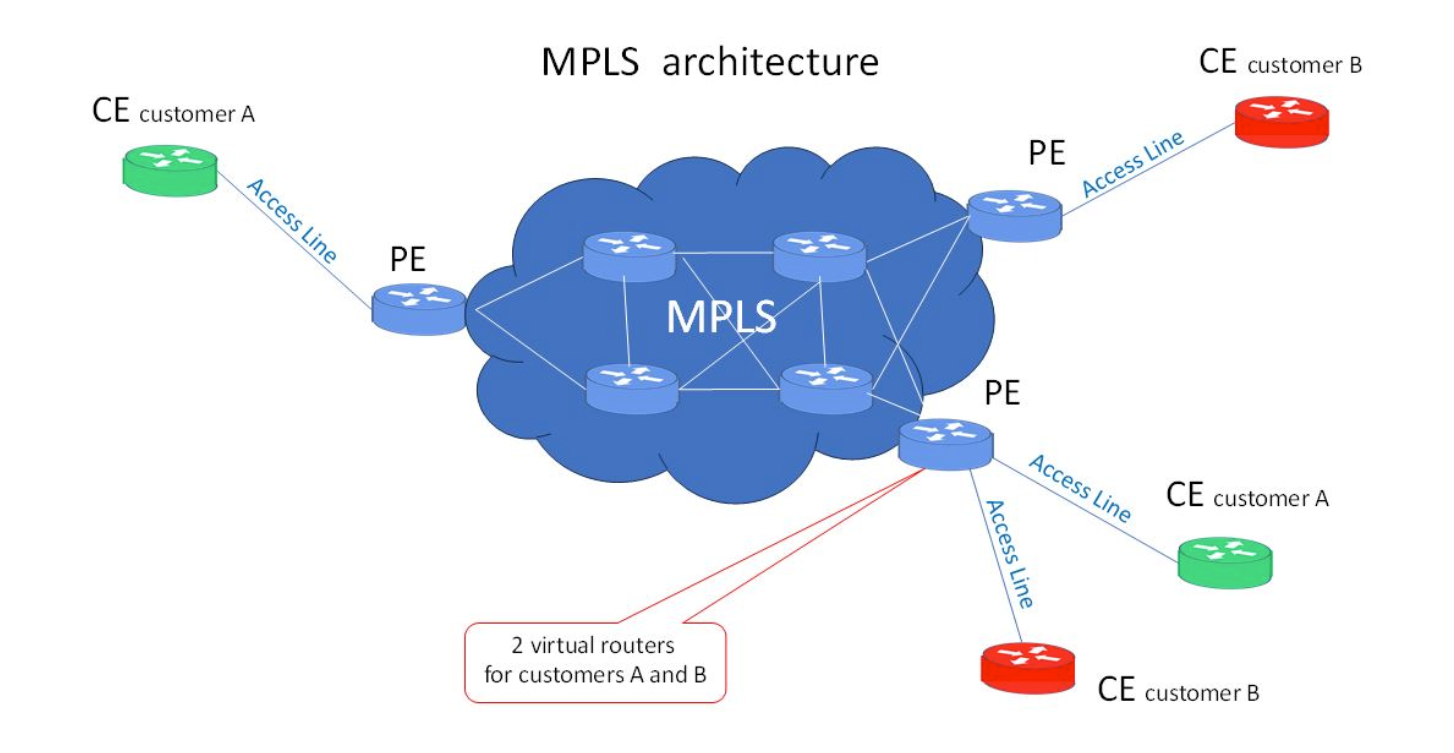 MPLS architecture
CE customer B
CE customer A
PE
Access Line
Access Line
PE
MPLS
PE
Access Line
CE customer A
Access Line
2 virtual routers
for customers A and B
CE customer B